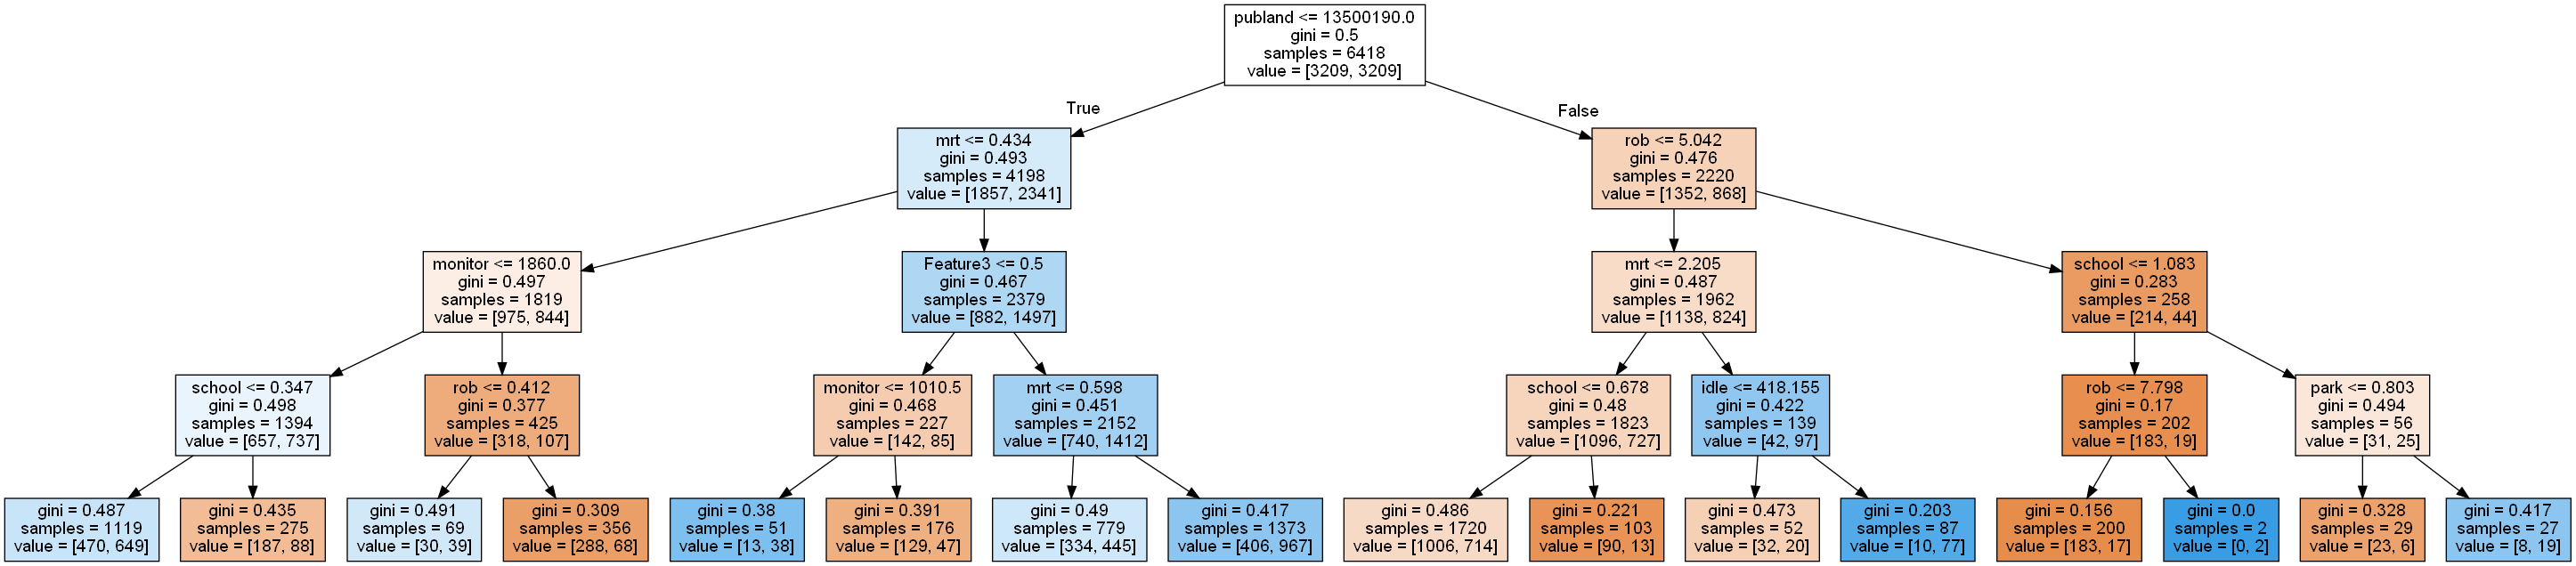 publand <= 13500190.0
gini = 0.5
samples = 6418
value = [3209, 3209]
True
False
mrt <= 0.434
gini = 0.493
samples = 4198
value = [1857, 2341]
rob <= 5.042
gini = 0.476
samples = 2220
value = [1352, 868]
monitor <= 1860.0
gini = 0.497
samples = 1819
value = [975, 844]
Feature3 <= 0.5
gini = 0.467
samples = 2379
value = [882, 1497]
mrt <= 2.205
gini = 0.487
samples = 1962
value = [1138, 824]
school <= 1.083
gini = 0.283
samples = 258
value = [214, 44]
school <= 0.347
gini = 0.498
samples = 1394
value = [657, 737]
rob <= 0.412
gini = 0.377
samples = 425
value = [318, 107]
monitor <= 1010.5
gini = 0.468
samples = 227
value = [142, 85]
mrt <= 0.598
gini = 0.451
samples = 2152
value = [740, 1412]
school <= 0.678
gini = 0.48
samples = 1823
value = [1096, 727]
idle <= 418.155
gini = 0.422
samples = 139
value = [42, 97]
rob <= 7.798
gini = 0.17
samples = 202
value = [183, 19]
park <= 0.803
gini = 0.494
samples = 56
value = [31, 25]
gini = 0.487
samples = 1119
value = [470, 649]
gini = 0.435
samples = 275
value = [187, 88]
gini = 0.491
samples = 69
value = [30, 39]
gini = 0.309
samples = 356
value = [288, 68]
gini = 0.38
samples = 51
value = [13, 38]
gini = 0.391
samples = 176
value = [129, 47]
gini = 0.49
samples = 779
value = [334, 445]
gini = 0.417
samples = 1373
value = [406, 967]
gini = 0.486
samples = 1720
value = [1006, 714]
gini = 0.221
samples = 103
value = [90, 13]
gini = 0.473
samples = 52
value = [32, 20]
gini = 0.203
samples = 87
value = [10, 77]
gini = 0.156
samples = 200
value = [183, 17]
gini = 0.0
samples = 2
value = [0, 2]
gini = 0.328
samples = 29
value = [23, 6]
gini = 0.417
samples = 27
value = [8, 19]